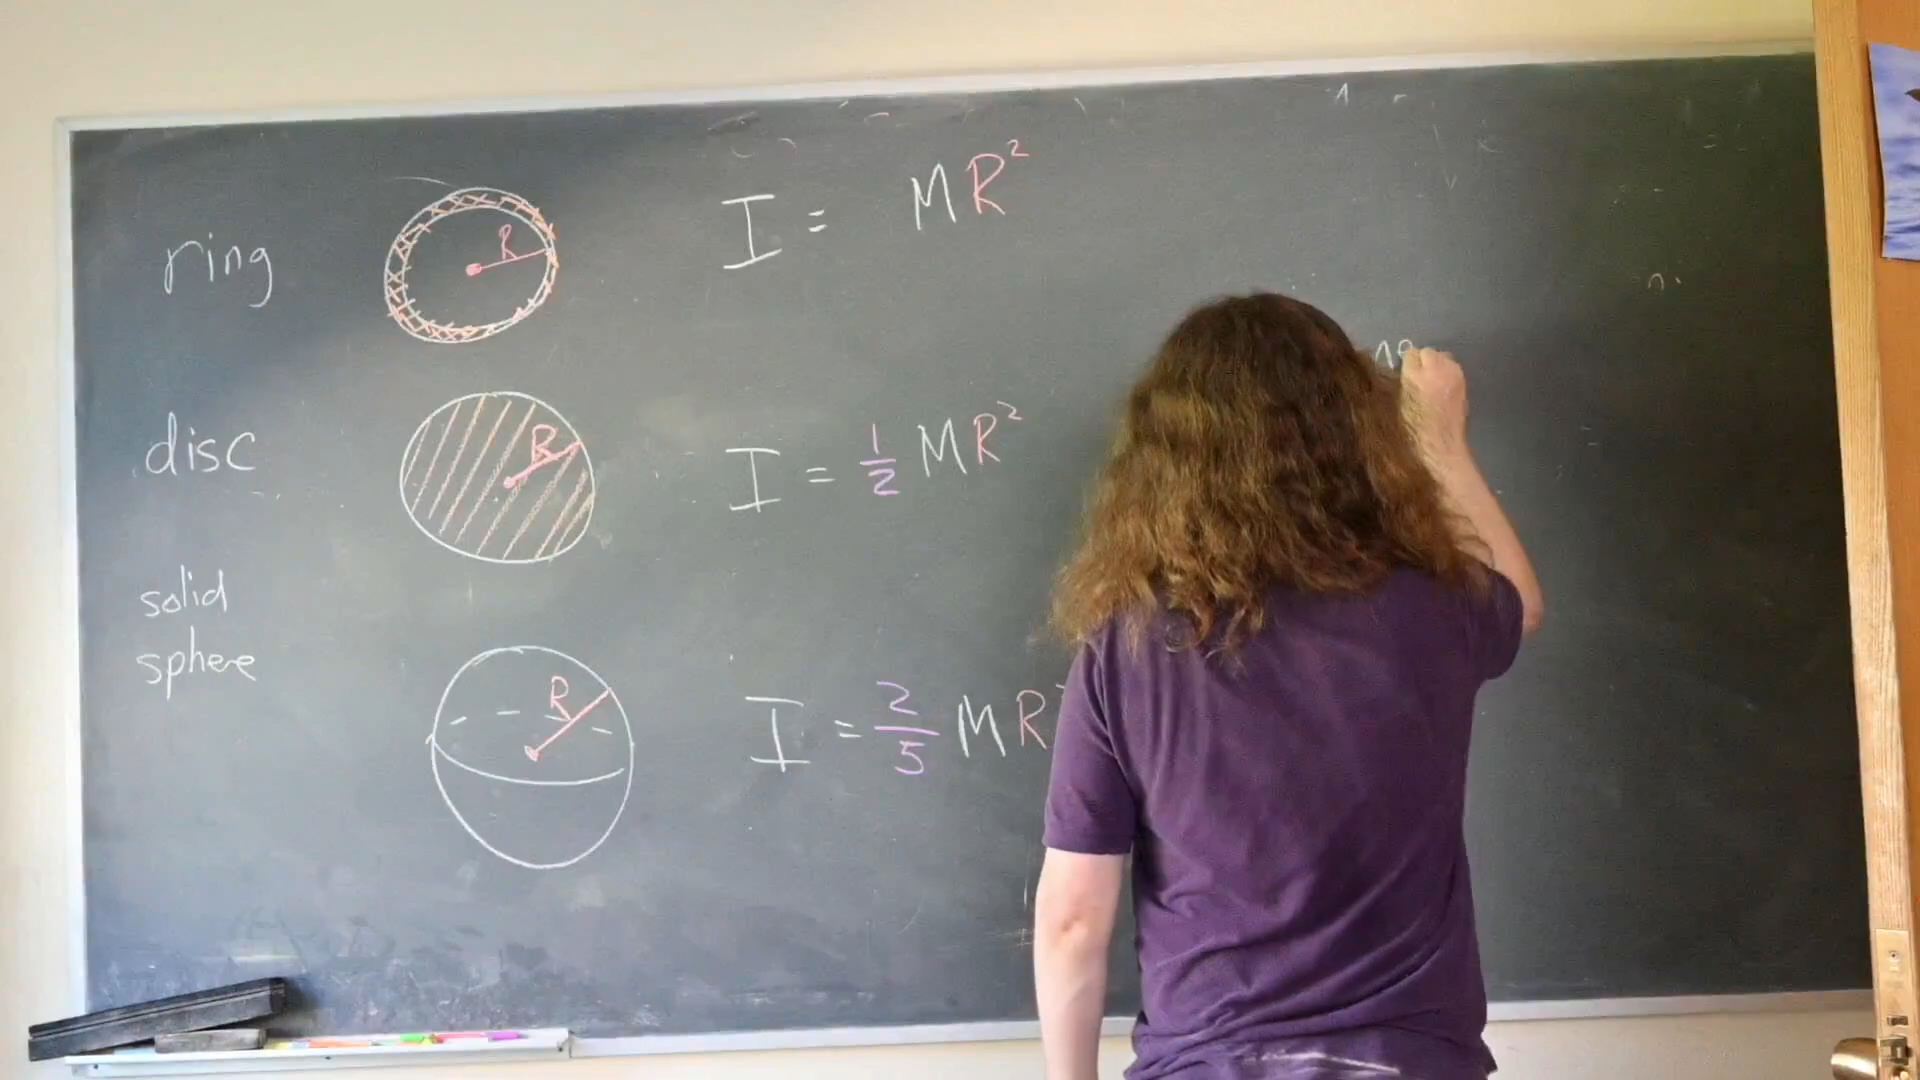 ring R I = MR²
disc R I = 1/2 MR²
solid
sphere R I = 2/5 MR